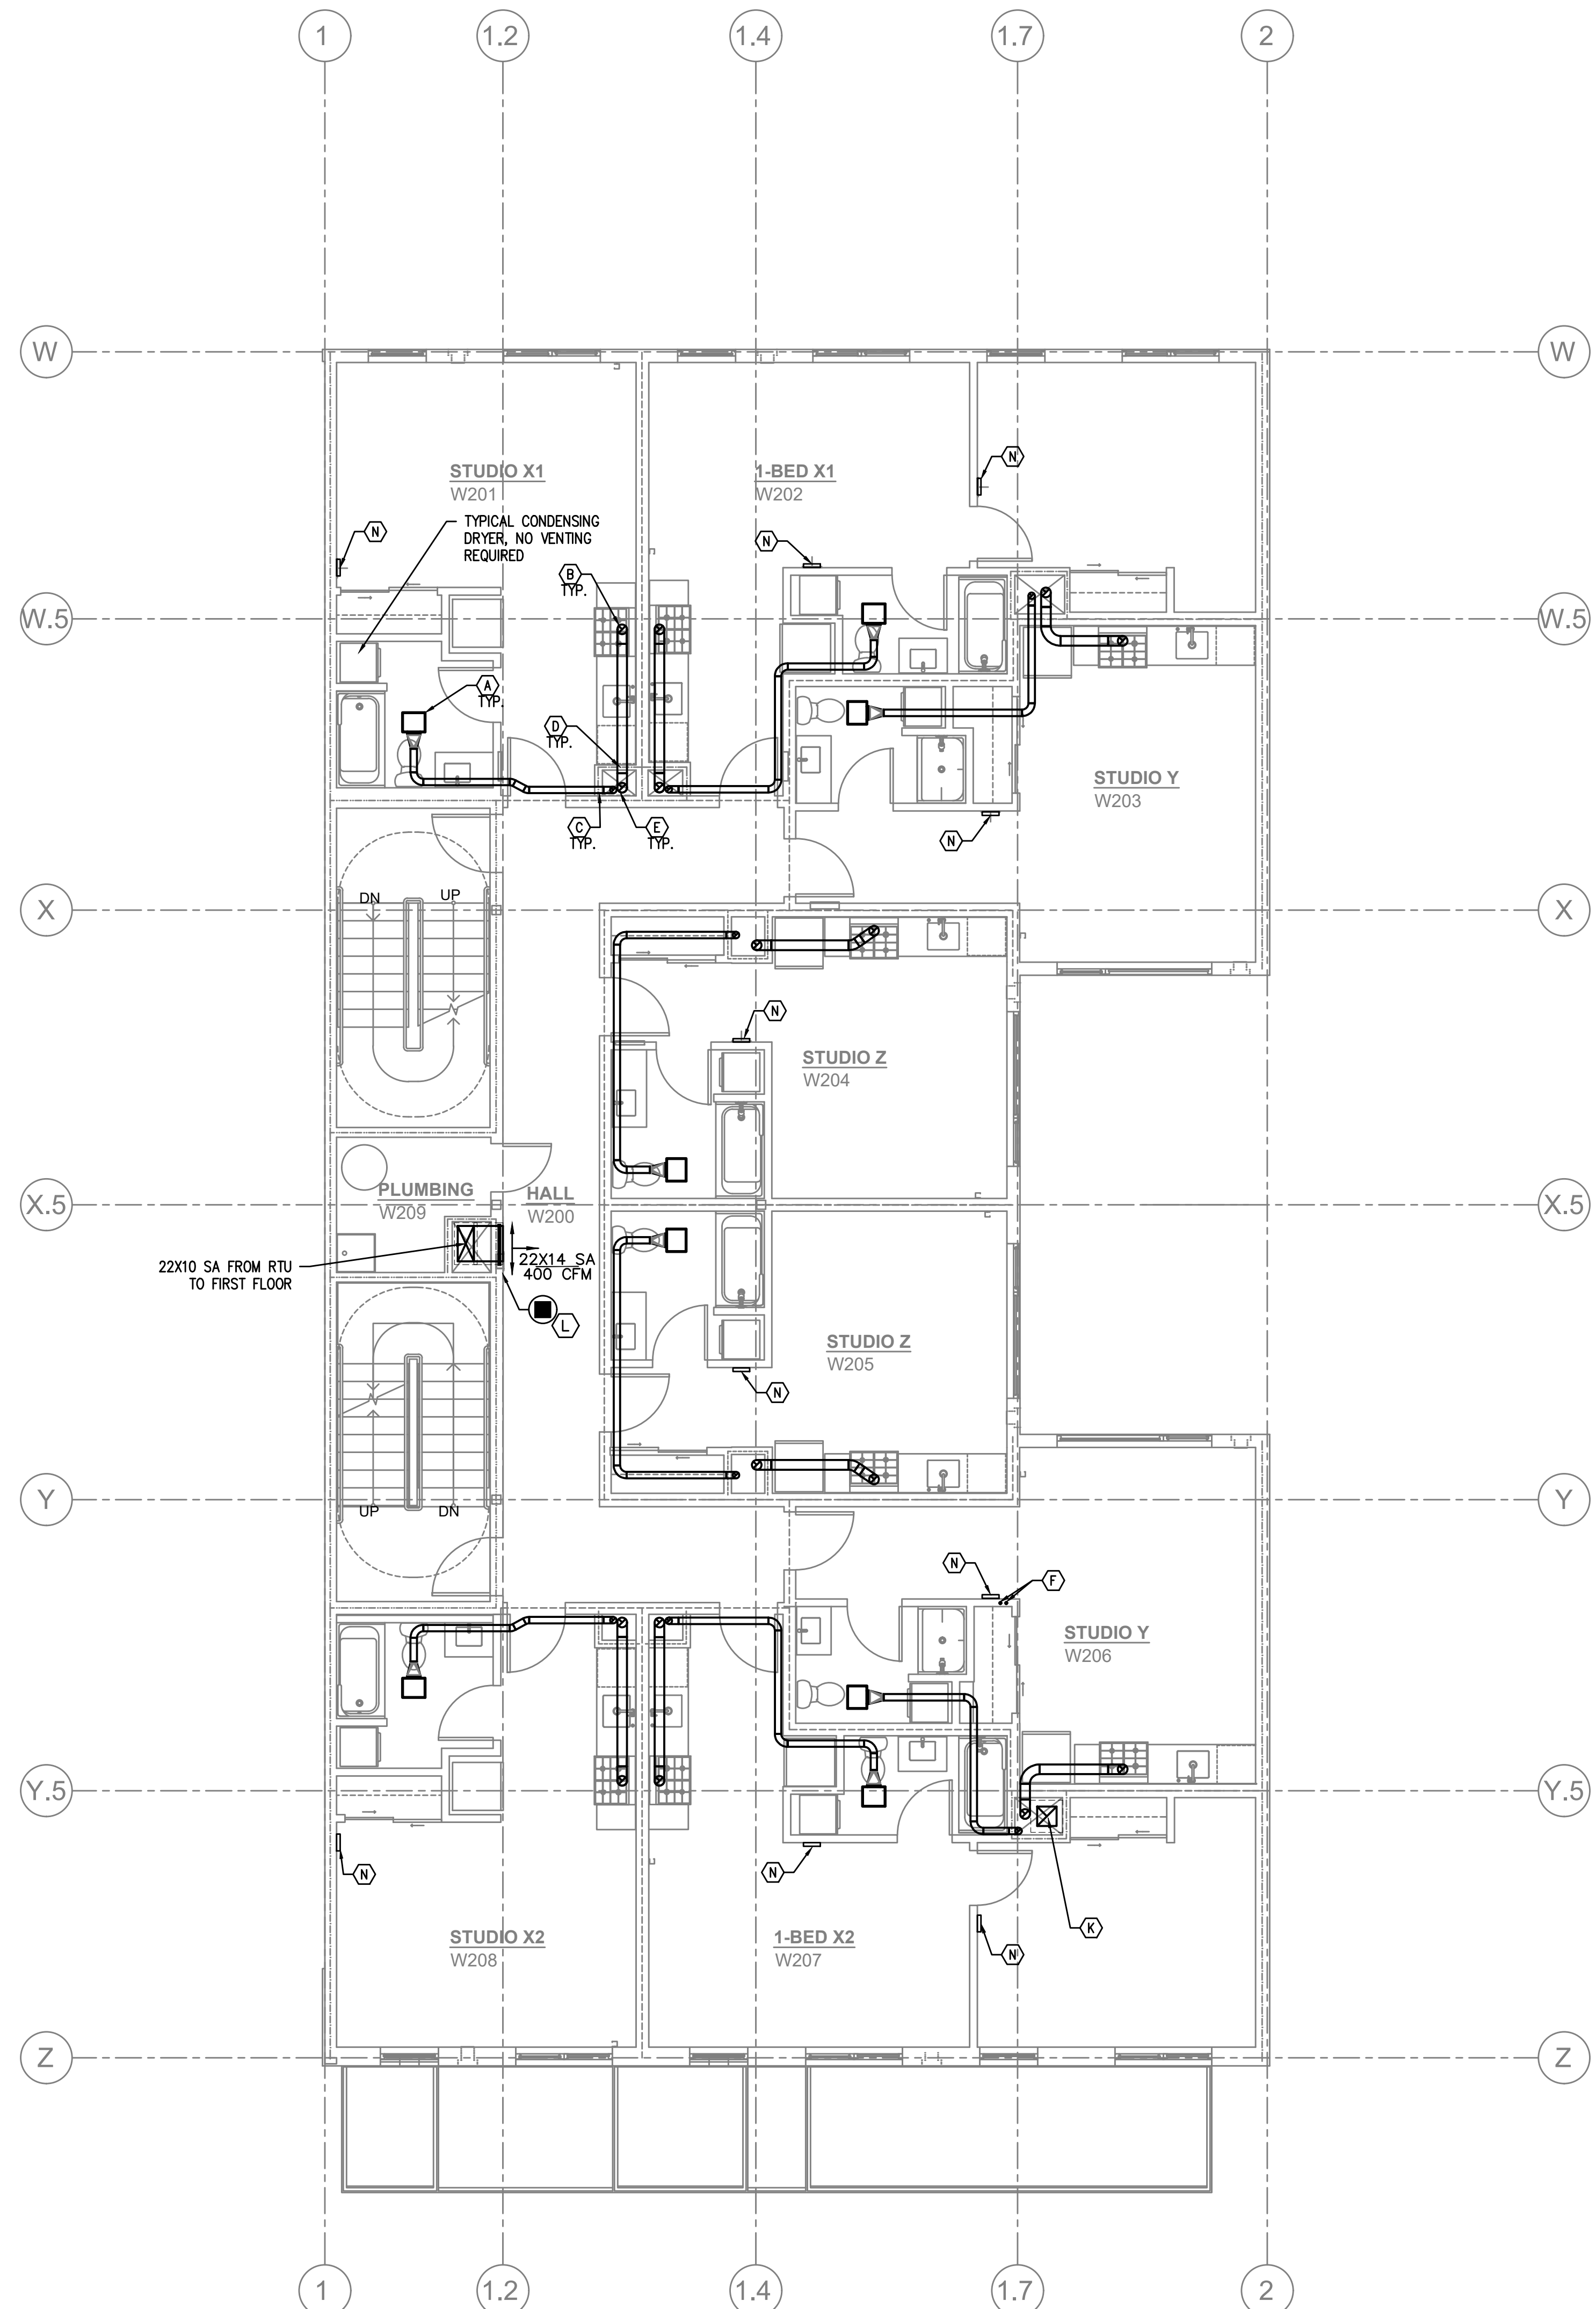 1
1.2
1.4
1.7
2
W
W
STUDIO X1
W201
1-BED X1
W202
N
TYPICAL CONDENSING
DRYER, NO VENTING
REQUIRED
N
N
B
TYP.
W.5
W.5
A
TYP.
D
TYP.
STUDIO Y
W203
C
TYP.
E
TYP.
N
X
X
DN
UP
N
STUDIO Z
W204
PLUMBING
W209
HALL
W200
X.5
X.5
22X10 SA FROM RTU
TO FIRST FLOOR
22X14 SA
400 CFM
L
STUDIO Z
W205
N
Y
Y
UP
DN
N
F
STUDIO Y
W206
Y.5
Y.5
N
N
K
STUDIO X2
W208
1-BED X2
W207
N
Z
Z
1
1.2
1.4
1.7
2